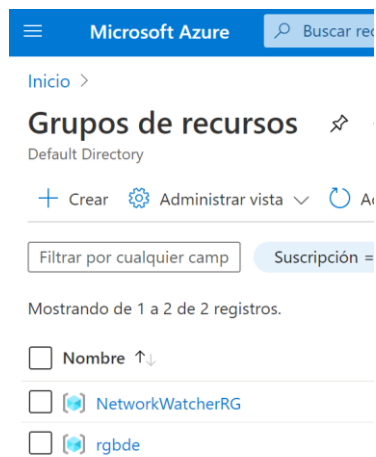 Microsoft Azure
Buscar rec
Inicio >
Grupos de recursos
Default Directory
+ Crear Administrar vista
Filtrar por cualquier camp Suscripción =
Mostrando de 1 a 2 de 2 registros.
Nombre ↑↓
NetworkWatcherRG
rgbde